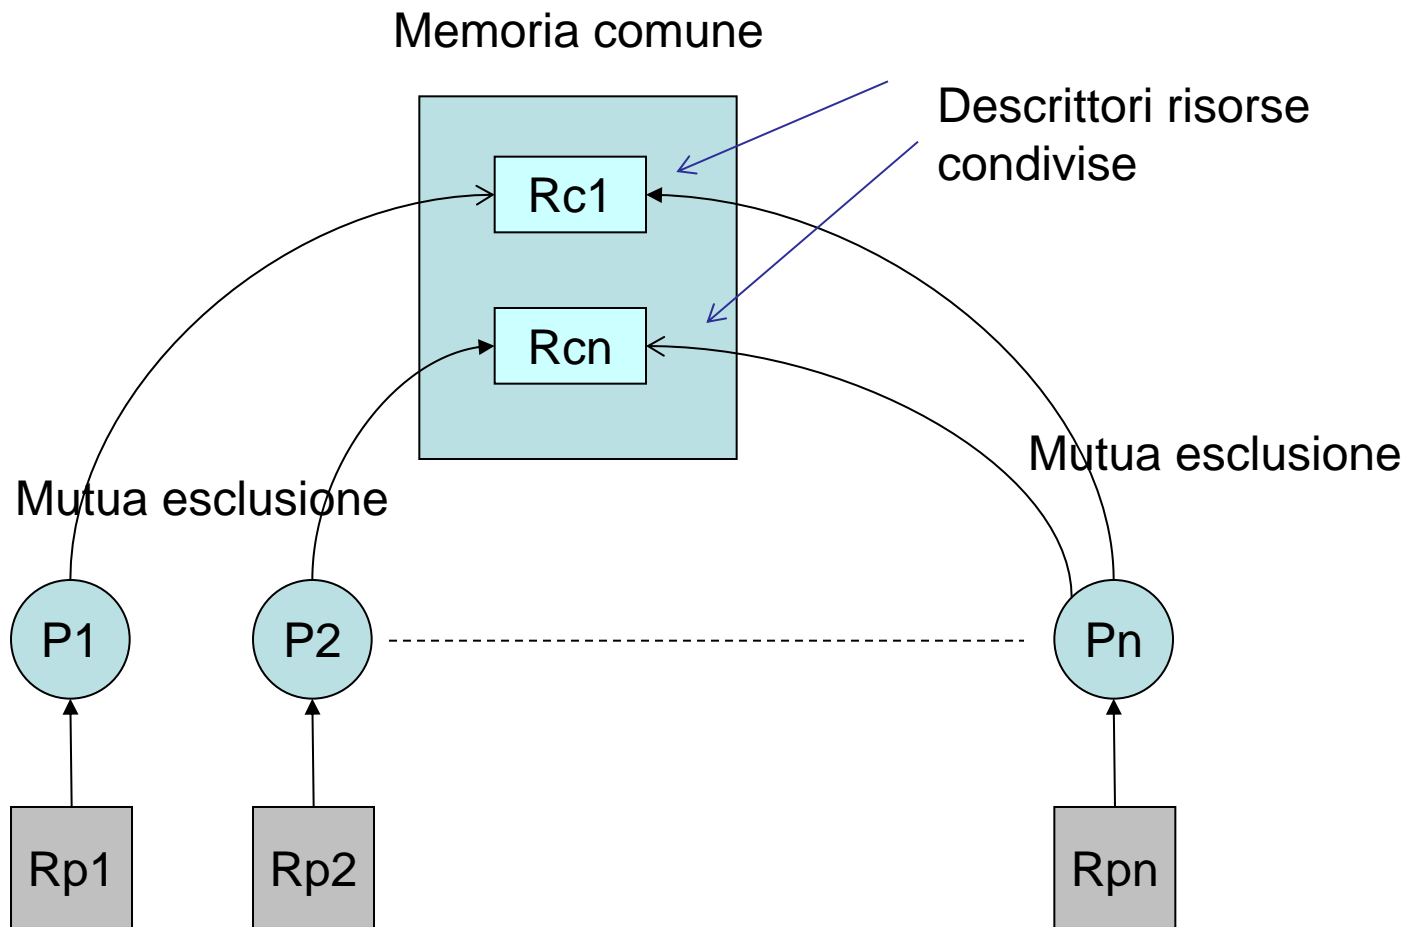 Memoria comune
Descrittori risorse
condivise
Rc1
Rcn
Mutua esclusione
Mutua esclusione
P1
P2
Pn
Rp1
Rp2
Rpn